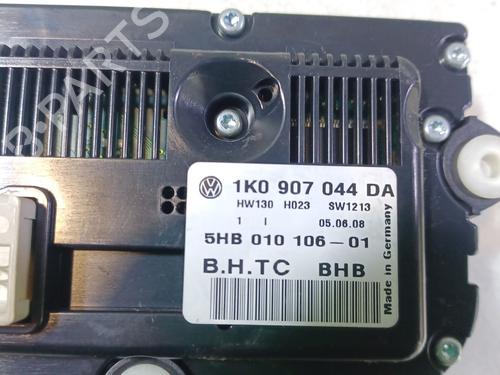 B-PARTS
1K0 907 044 DA
HW130 H023 SW1213
1 I 05.06.08
5HB 010 106-01
B.H.TC BHB
Made in Germany